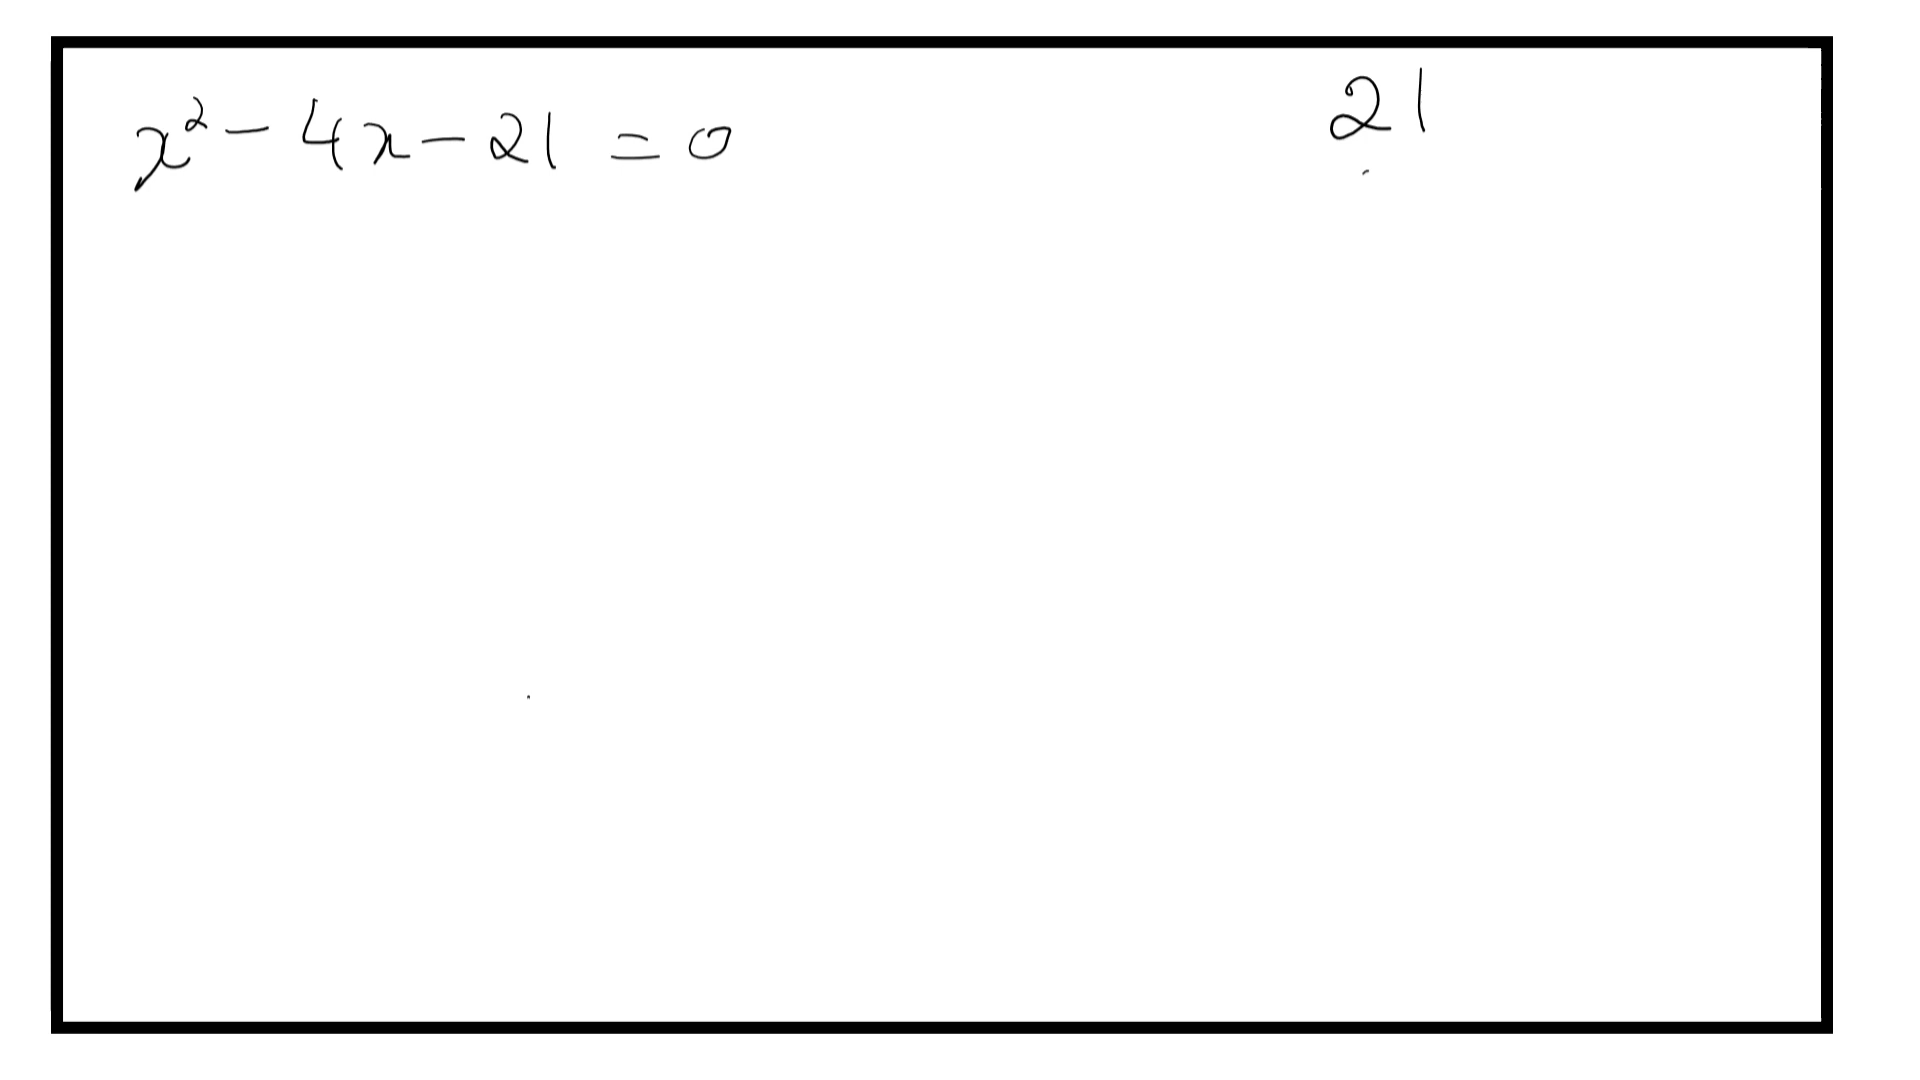 x² - 4x - 21 = 0
21